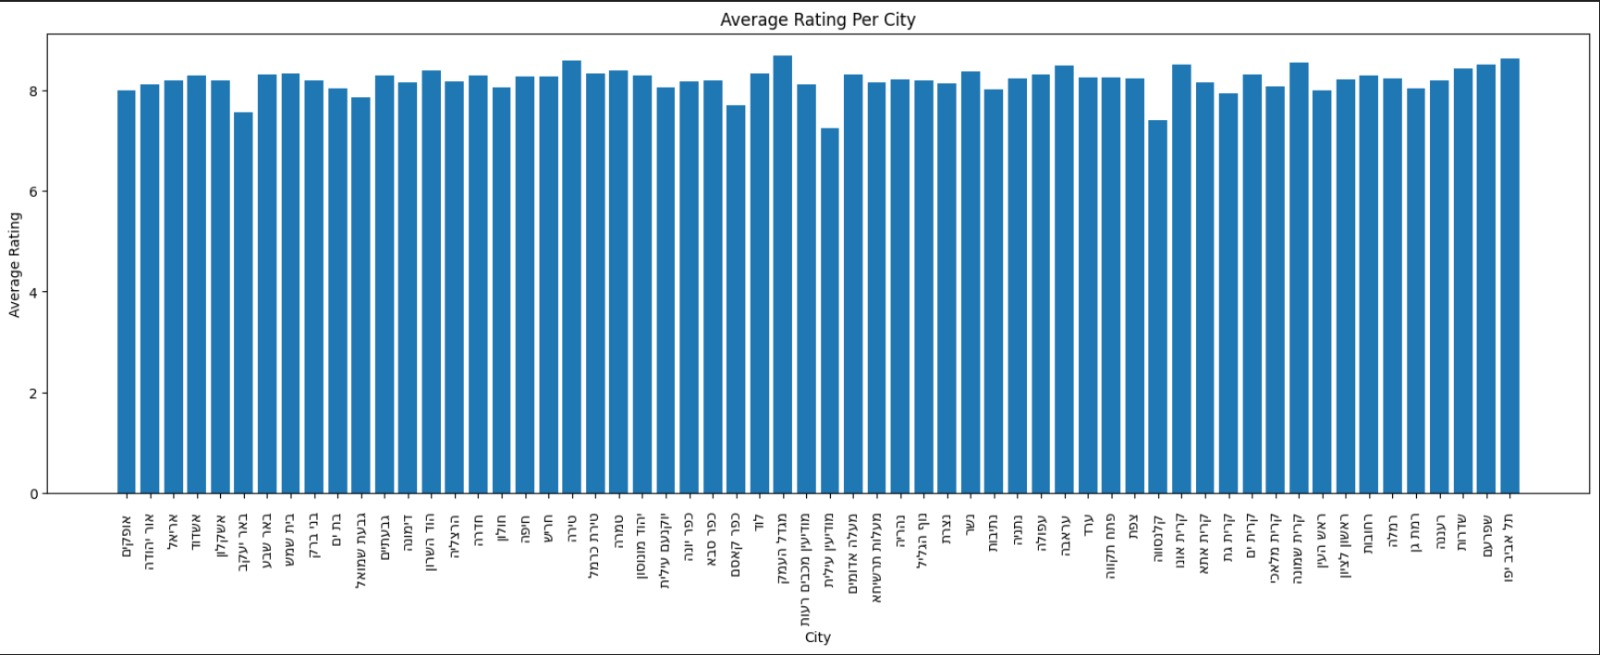 Average Rating Per City
Average Rating
8
6
4
2
0
אופקים
אור יהודה
אריאל
אשדוד
אשקלון
באר יעקב
באר שבע
בית שמש
בני ברק
בת ים
גבעת שמואל
גבעתיים
דימונה
הוד השרון
הרצליה
חדרה
חולון
חיפה
חריש
טירה
טירת כרמל
טמרה
יהוד מונוסון
יוקנעם עלית
כפר יונה
כפר סבא
כפר קאסם
לוד
מגדל העמק
מודיעין מכבים רעות
מודיעין עלית
מעלה אדומים
מעלות תרשיחא
נהריה
נוף הגליל
נצרת
נשר
נתיבות
נתניה
עפולה
עראבה
ערד
פתח תקווה
צפת
קלנסווה
קרית אונו
קרית אתא
קרית גת
קרית ים
קרית מלאכי
קרית שמונה
ראש העין
ראשון לציון
רחובות
רמלה
רמת גן
רעננה
שדרות
שפרעם
תל אביב יפו
City